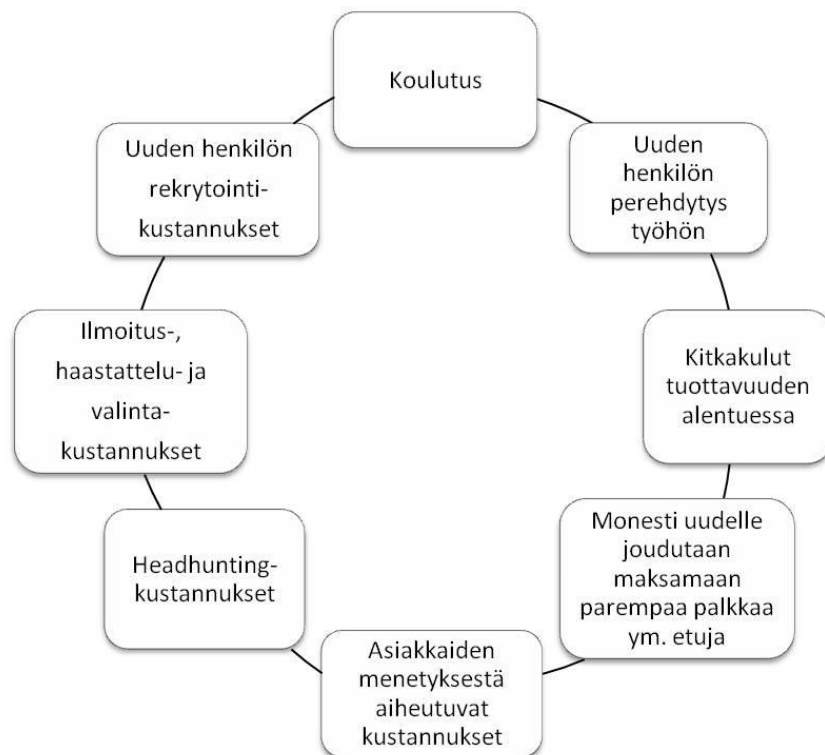 Koulutus
Uuden
henkilön
perehdytys
työhön
Kitkakulut
tuottavuuden
alentuessa
Monesti uudelle
joudutaan
maksamaan
parempaa palkkaa
ym. etuja
Asiakkaiden
menetyksestä
aiheutuvat
kustannukset
Headhunting-
kustannukset
Ilmoitus-,
haastattelu- ja
valinta-
kustannukset
Uuden henkilön
rekrytointi-
kustannukset